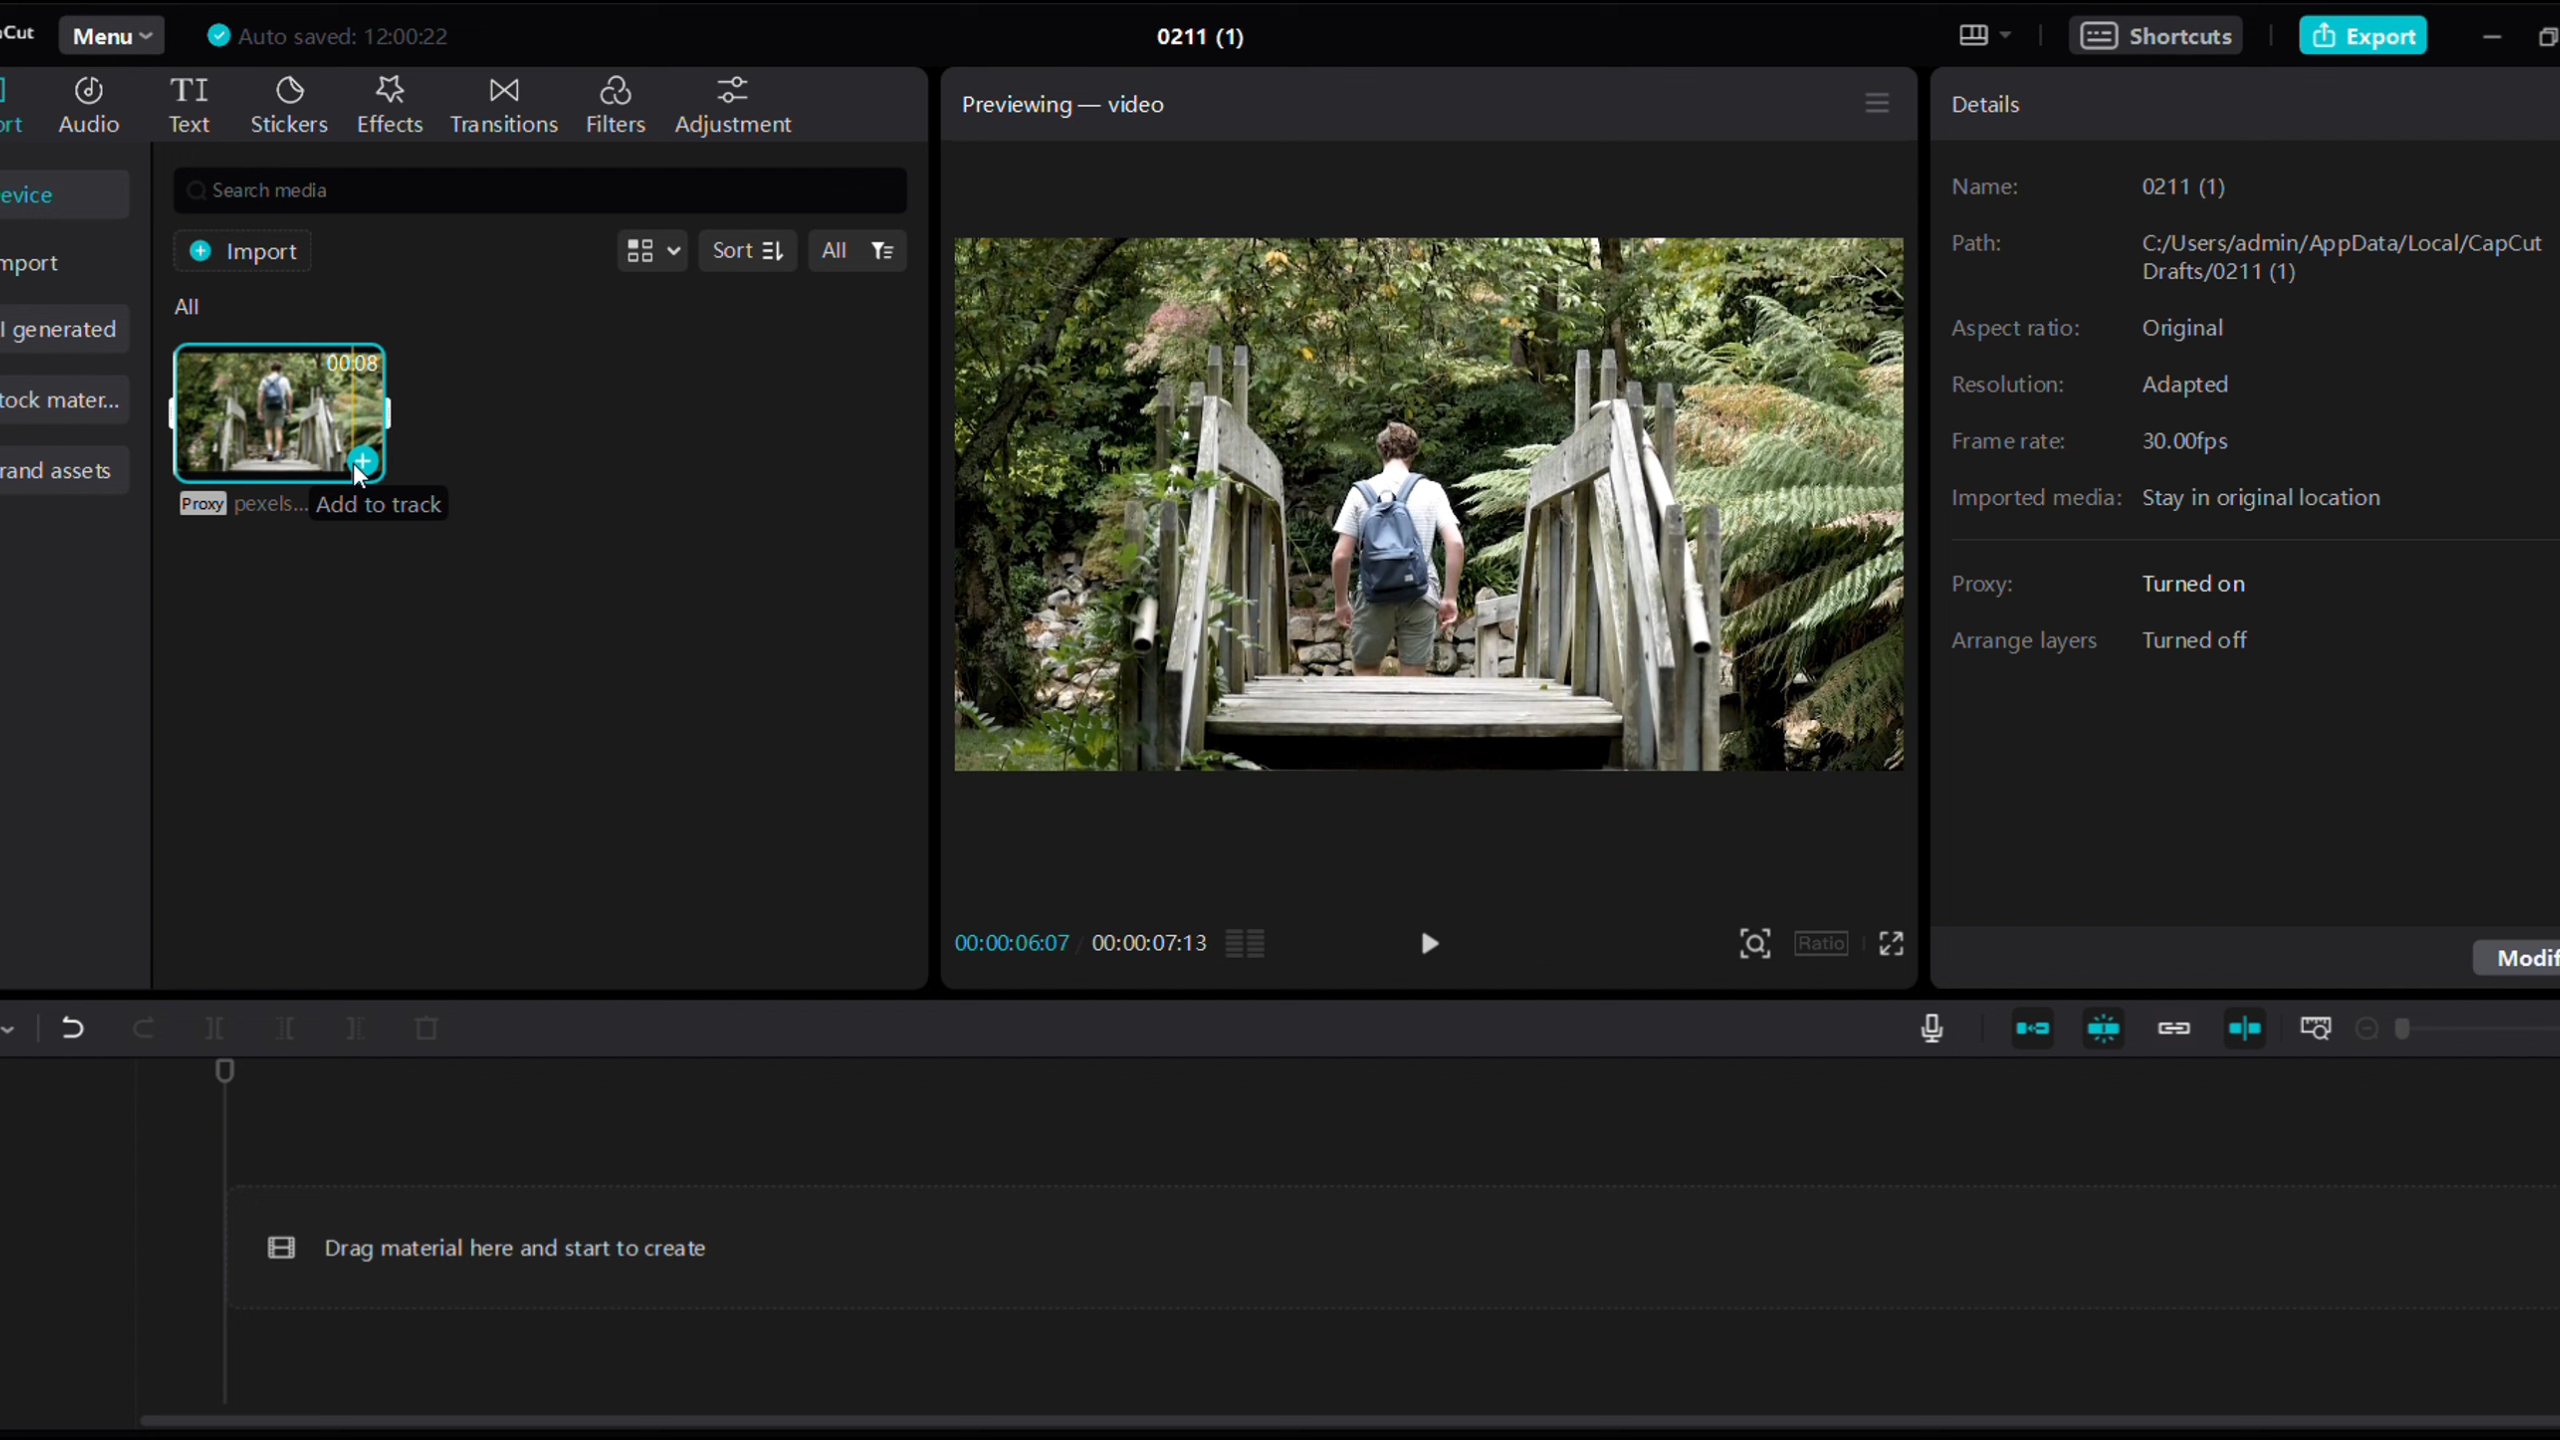 Cut
Menu
Auto saved: 12:00:22
0211 (1)
Shortcuts
Export
ort
Audio
Text
Stickers
Effects
Transitions
Filters
Adjustment
evice
mport
l generated
tock mater...
rand assets
Search media
Import
Sort
All
All
00:08
Proxy pexels...
Add to track
Previewing — video
00:00:06:07 / 00:00:07:13
Ratio
Details
Name: 0211 (1)
Path: C:/Users/admin/AppData/Local/CapCut
Drafts/0211 (1)
Aspect ratio: Original
Resolution: Adapted
Frame rate: 30.00fps
Imported media: Stay in original location
Proxy: Turned on
Arrange layers Turned off
Modif
Drag material here and start to create